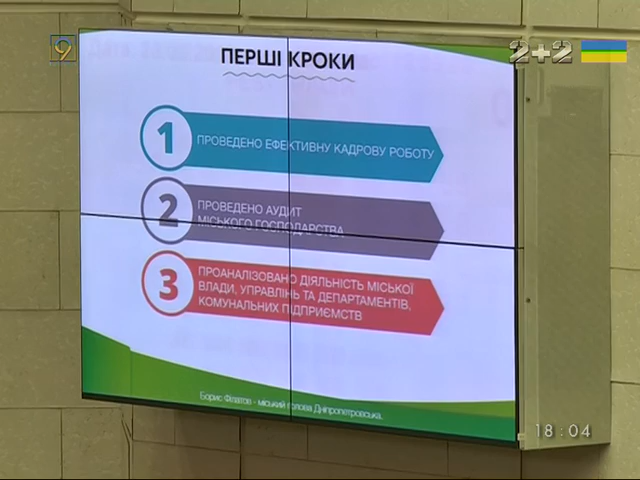 9
2+2
ПЕРШІ КРОКИ
1
ПРОВЕДЕНО ЕФЕКТИВНУ КАДРОВУ РОБОТУ
2
ПРОВЕДЕНО АУДИТ
МІСЬКОГО ГОСПОДАРСТВА
3
ПРОАНАЛІЗОВАНО ДІЯЛЬНІСТЬ МІСЬКОЇ
ВЛАДИ, УПРАВЛІНЬ ТА ДЕПАРТАМЕНТІВ,
КОМУНАЛЬНИХ ПІДПРИЄМСТВ
Борис Філатов - міський голова Дніпропетровська.
18:04